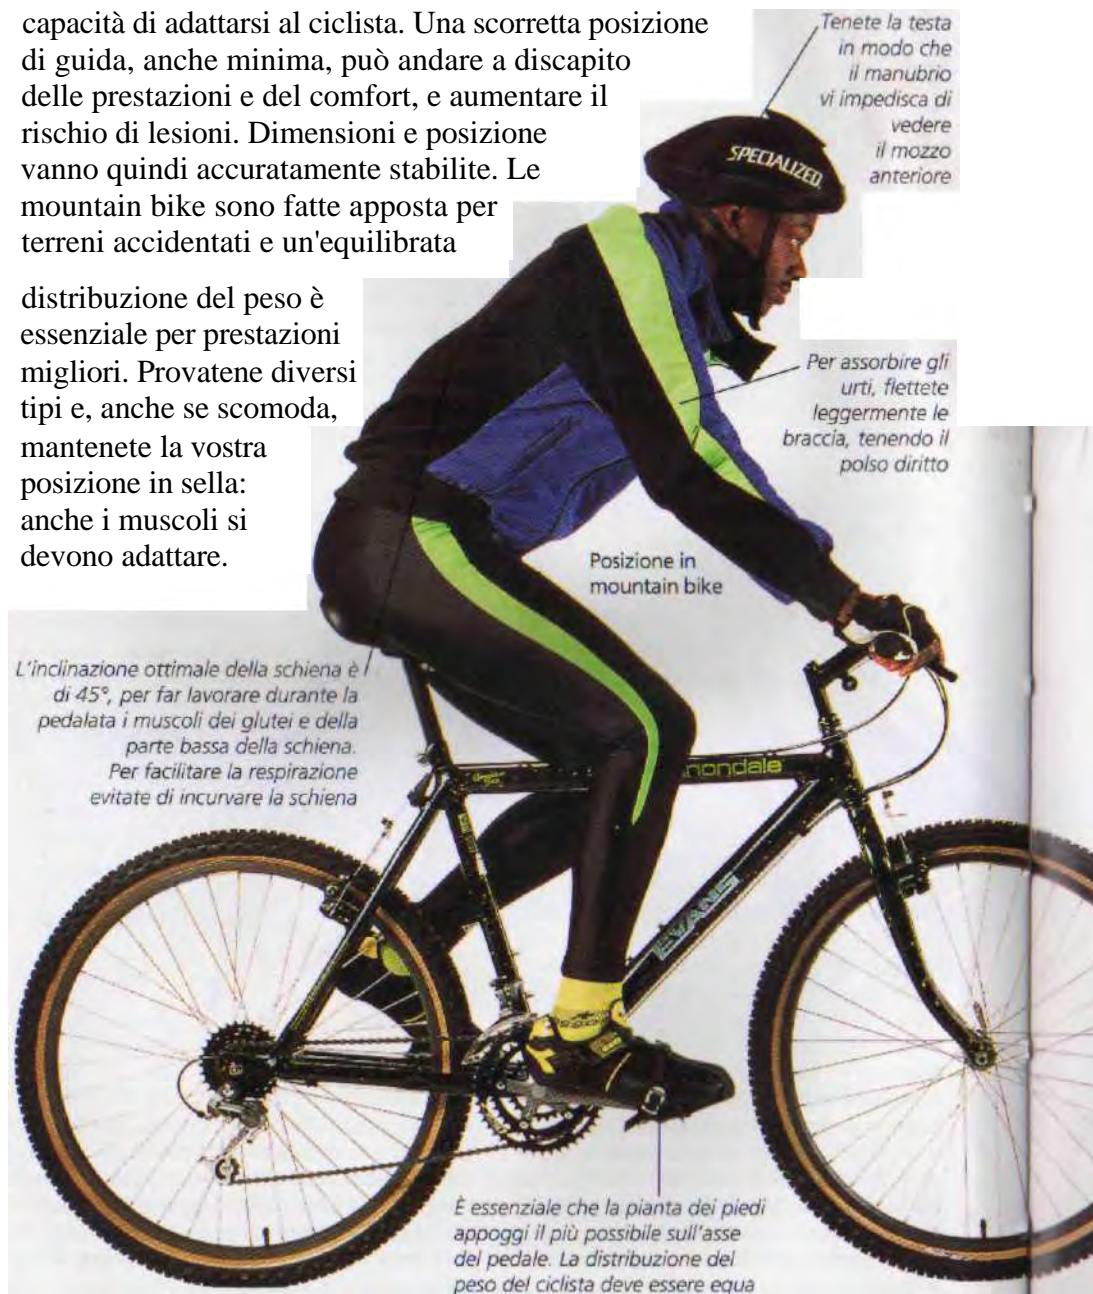 capacità di adattarsi al ciclista. Una scorretta posizione
di guida, anche minima, può andare a discapito
delle prestazioni e del comfort, e aumentare il
rischio di lesioni. Dimensioni e posizione
vanno quindi accuratamente stabilite. Le
mountain bike sono fatte apposta per
terreni accidentati e un'equilibrata
distribuzione del peso è
essenziale per prestazioni
migliori. Provatene diversi
tipi e, anche se scomoda,
mantenete la vostra
posizione in sella:
anche i muscoli si
devono adattare.
Tenete la testa
in modo che
il manubrio
vi impedisca di
vedere
il mozzo
anteriore
SPECIALIZED
Per assorbire gli
urti, flettete
leggermente le
braccia, tenendo il
polso diritto
Posizione in
mountain bike
L'inclinazione ottimale della schiena è
di 45°, per far lavorare durante la
pedalata i muscoli dei glutei e della
parte bassa della schiena.
Per facilitare la respirazione
evitate di incurvare la schiena
nondale
EVANS
È essenziale che la pianta dei piedi
appoggi il più possibile sull'asse
del pedale. La distribuzione del
peso del ciclista deve essere equa